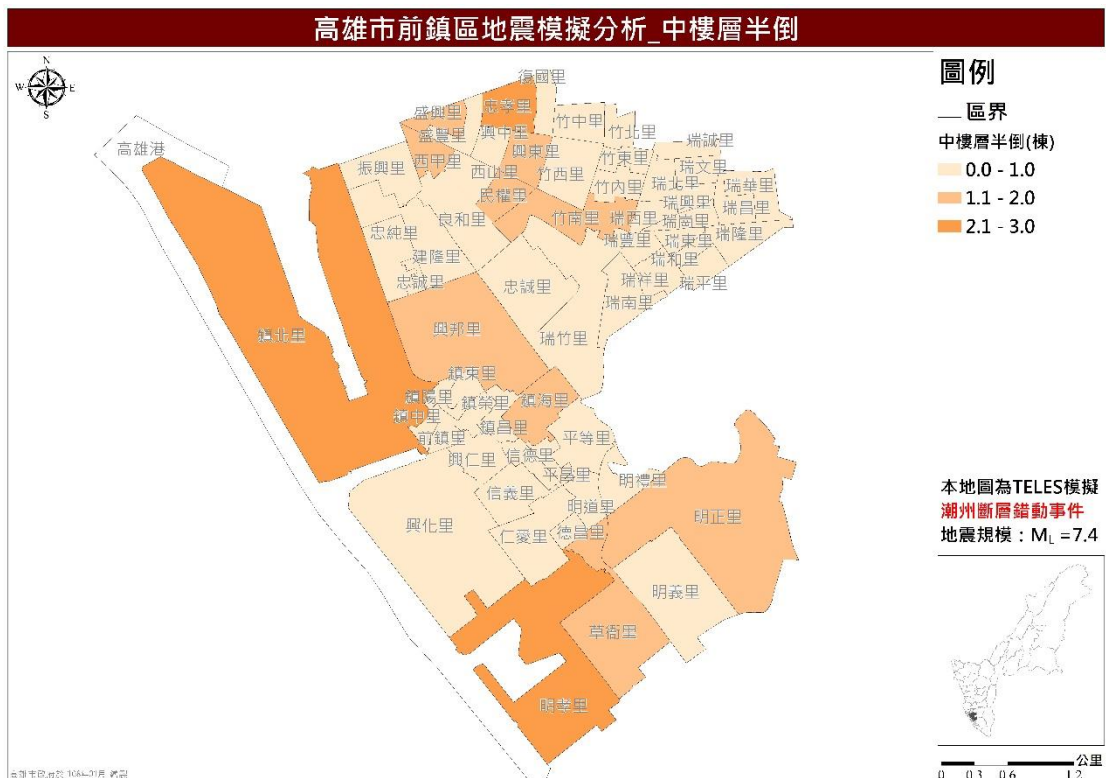 高雄市前鎮區地震模擬分析_中樓層半倒
N
W
E
S
圖例
區界
中樓層半倒(棟)
0.0 - 1.0
1.1 - 2.0
2.1 - 3.0
復國里
盛興里
忠孝里
竹中里
竹北里
高雄港
盛豐里
興中里
瑞誠里
振興里
西甲里
西山里
興東里
竹西里
竹東里
瑞文里
民權里
竹內里
瑞北里
瑞華里
瑞興里
瑞昌里
良和里
竹南里
瑞西里
瑞崗里
忠純里
瑞豐里
瑞東里
瑞隆里
建隆里
瑞和里
忠誠里
忠誠里
瑞祥里
瑞平里
瑞南里
興邦里
瑞竹里
鎮北里
鎮東里
鎮陽里
鎮榮里
鎮海里
鎮中里
鎮昌里
前鎮里
平等里
興仁里
信德里
平昌里
明禮里
信義里
明道里
明正里
興化里
仁愛里
德昌里
明義里
草衙里
明孝里
本地圖為TELES模擬
潮州斷層錯動事件
地震規模：ML =7.4
公里
0 0.3 0.6 1.2